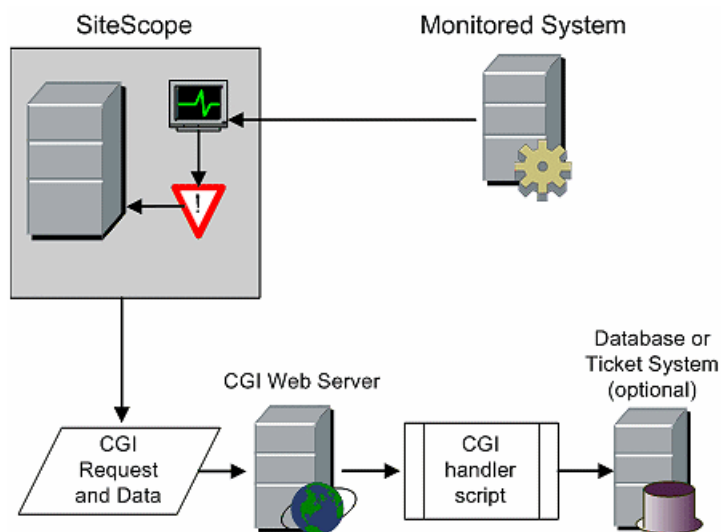 SiteScope
Monitored System
!
Database or
Ticket System
(optional)
CGI Web Server
CGI
Request
and Data
CGI
handler
script